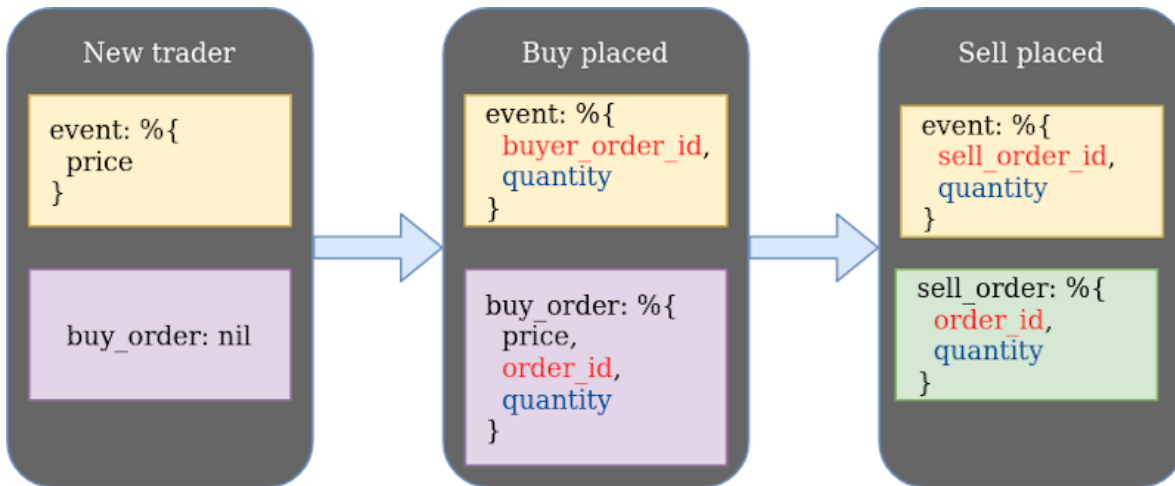 New trader
event: %{
price
}
buy_order: nil
Buy placed
event: %{
buyer_order_id,
quantity
}
buy_order: %{
price,
order_id,
quantity
}
Sell placed
event: %{
sell_order_id,
quantity
}
sell_order: %{
order_id,
quantity
}